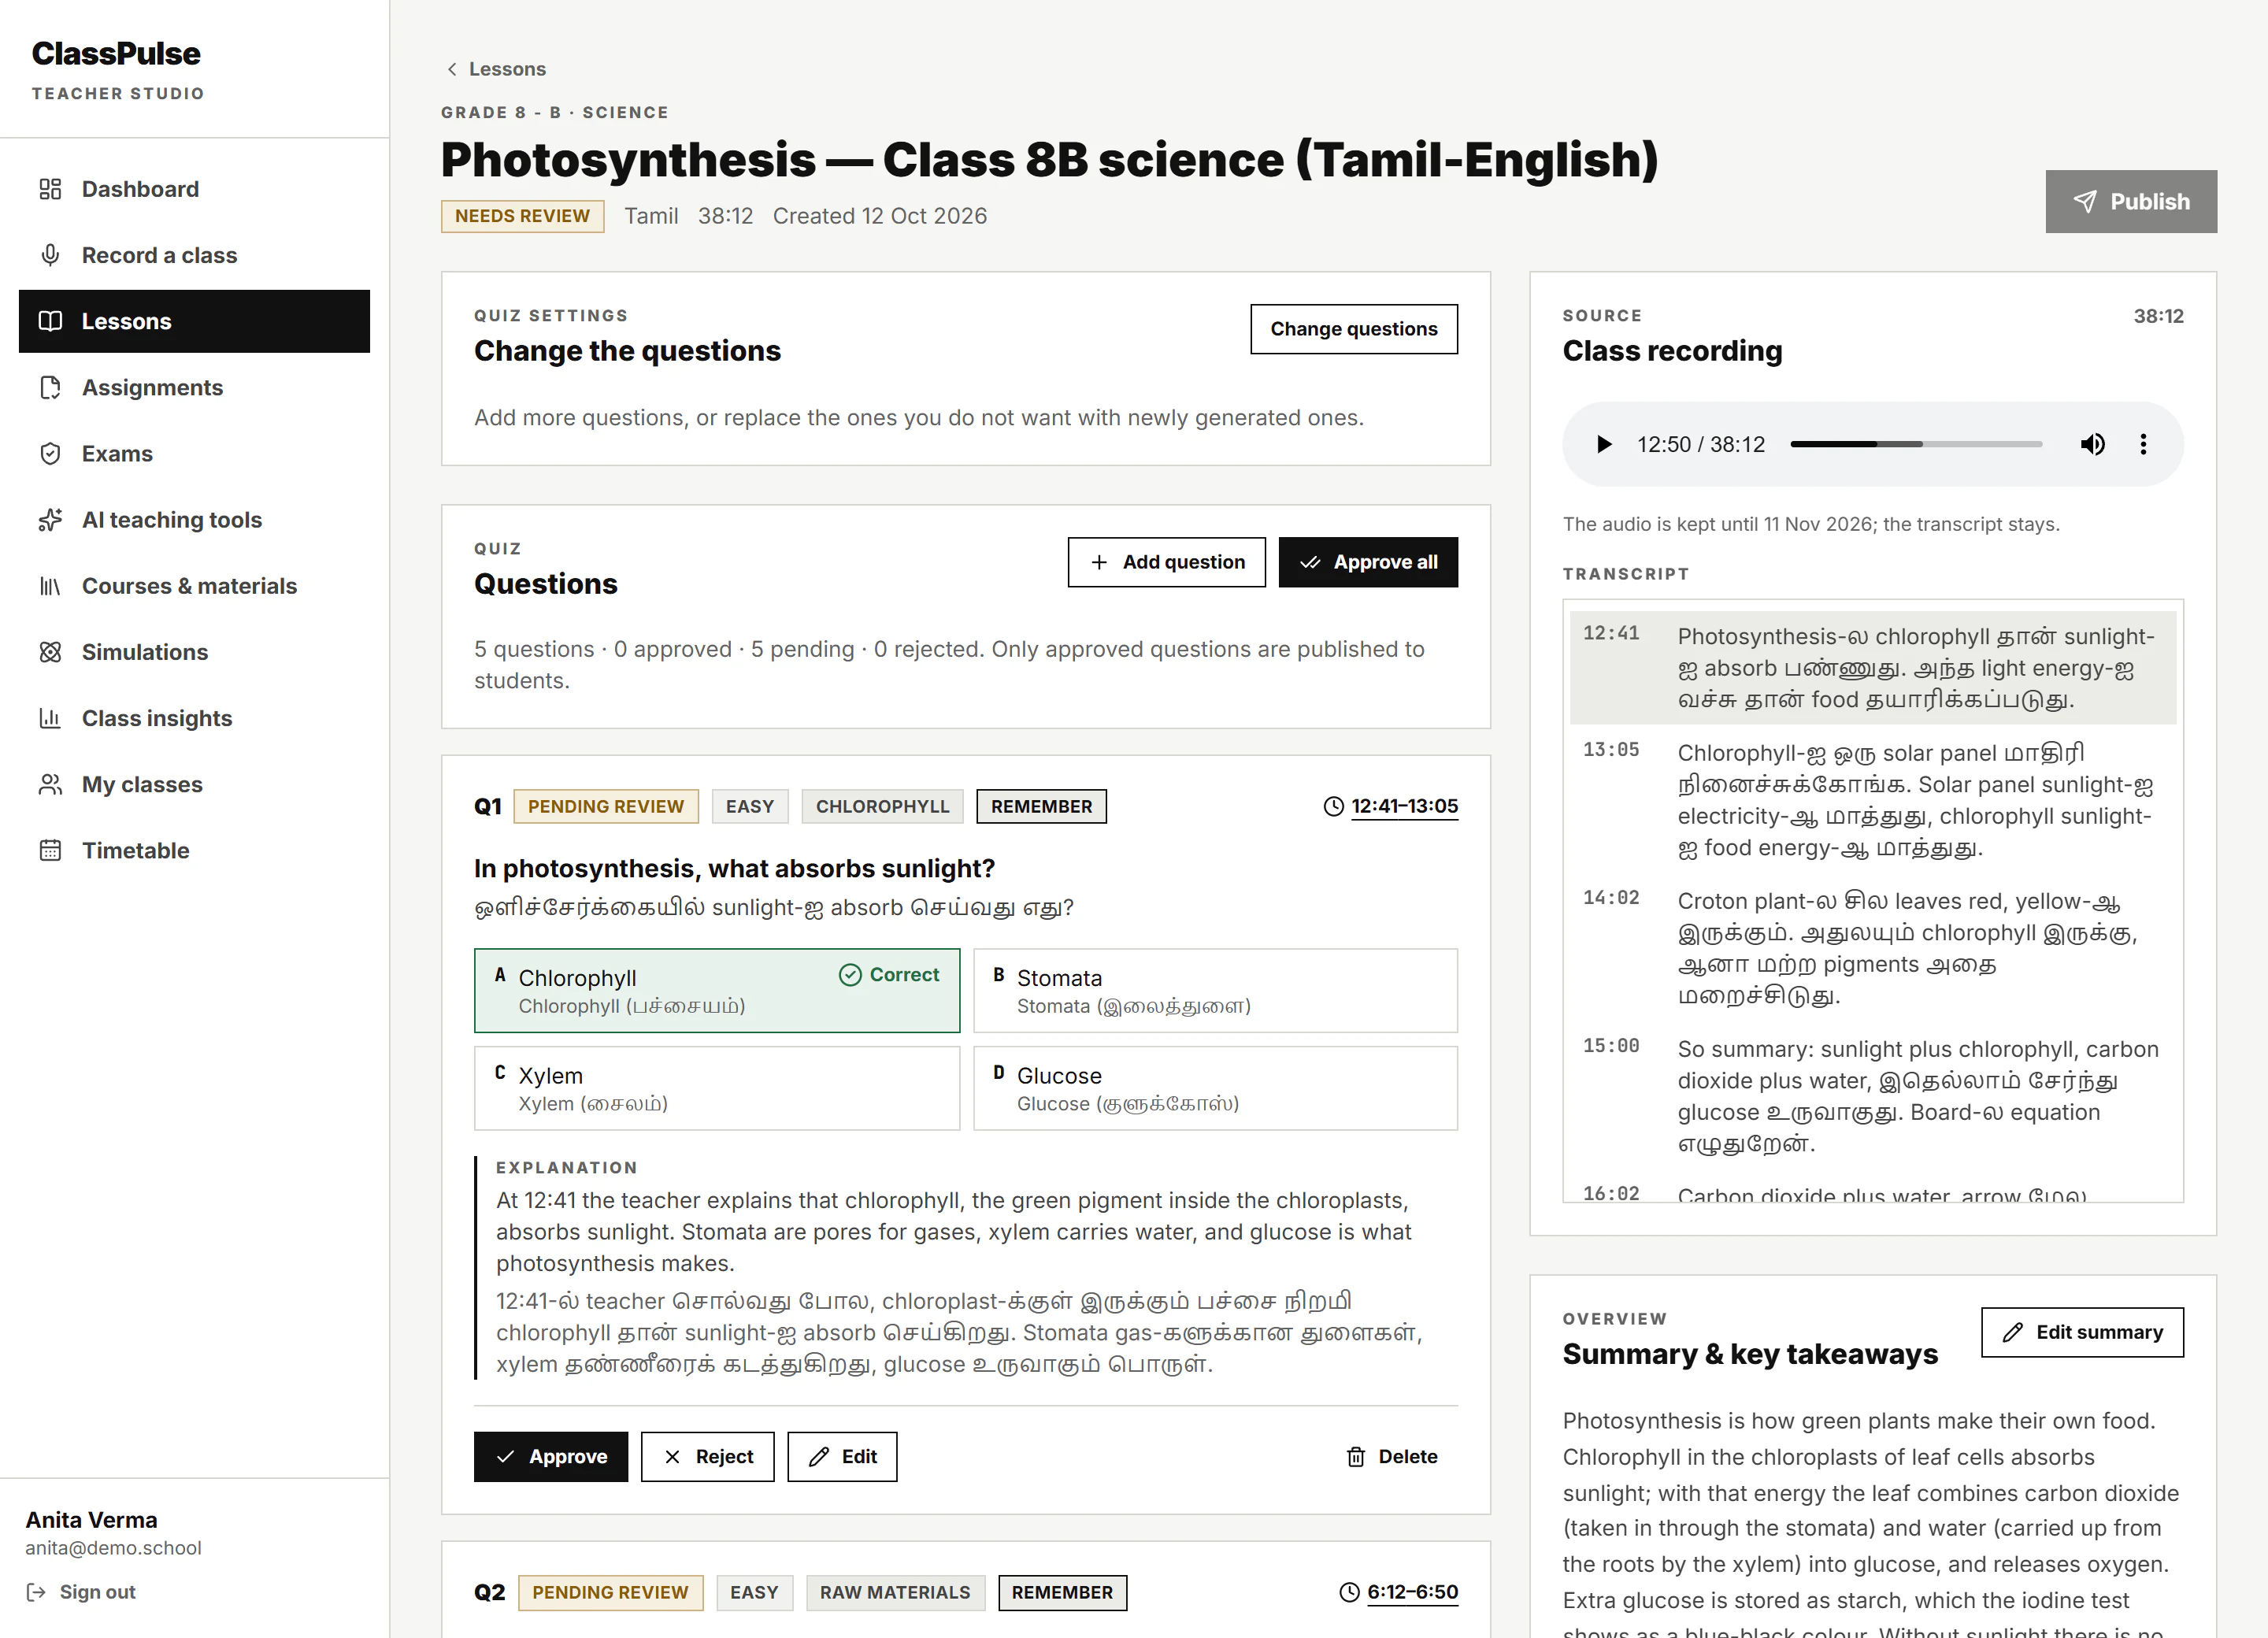 ClassPulse
TEACHER STUDIO
Dashboard
Record a class
Lessons
Assignments
Exams
AI teaching tools
Courses & materials
Simulations
Class insights
My classes
Timetable
Anita Verma
anita@demo.school
Sign out
Lessons
GRADE 8 - B · SCIENCE
Photosynthesis — Class 8B science (Tamil-English)
NEEDS REVIEW Tamil 38:12 Created 12 Oct 2026
Publish
QUIZ SETTINGS
Change the questions
Change questions
Add more questions, or replace the ones you do not want with newly generated ones.
QUIZ
Questions
Add question
Approve all
5 questions · 0 approved · 5 pending · 0 rejected. Only approved questions are published to
students.
Q1 PENDING REVIEW EASY CHLOROPHYLL REMEMBER 12:41–13:05
In photosynthesis, what absorbs sunlight?
ஒளிச்சேர்க்கையில் sunlight-ஐ absorb செய்வது எது?
A Chlorophyll Correct
Chlorophyll (பச்சையம்)
B Stomata
Stomata (இலைத்துளை)
C Xylem
Xylem (சைலம்)
D Glucose
Glucose (குளுக்கோஸ்)
EXPLANATION
At 12:41 the teacher explains that chlorophyll, the green pigment inside the chloroplasts,
absorbs sunlight. Stomata are pores for gases, xylem carries water, and glucose is what
photosynthesis makes.
12:41-ல் teacher சொல்வது போல, chloroplast-க்குள் இருக்கும் பச்சை நிறமி
chlorophyll தான் sunlight-ஐ absorb செய்கிறது. Stomata gas-களுக்கான துளைகள்,
xylem தண்ணீரைக் கடத்துகிறது, glucose உருவாகும் பொருள்.
Approve
Reject
Edit
Delete
Q2 PENDING REVIEW EASY RAW MATERIALS REMEMBER 6:12–6:50
SOURCE
38:12
Class recording
12:50 / 38:12
The audio is kept until 11 Nov 2026; the transcript stays.
TRANSCRIPT
12:41 Photosynthesis-ல chlorophyll தான் sunlight-
ஐ absorb பண்ணுது. அந்த light energy-ஐ
வச்சு தான் food தயாரிக்கப்படுது.
13:05 Chlorophyll-ஐ ஒரு solar panel மாதிரி
நினைச்சுக்கோங்க. Solar panel sunlight-ஐ
electricity-ஆ மாத்துது, chlorophyll sunlight-
ஐ food energy-ஆ மாத்துது.
14:02 Croton plant-ல சில leaves red, yellow-ஆ
இருக்கும். அதுலயும் chlorophyll இருக்கு,
ஆனா மற்ற pigments அதை
மறைச்சிடுது.
15:00 So summary: sunlight plus chlorophyll, carbon
dioxide plus water, இதெல்லாம் சேர்ந்து
glucose உருவாகுது. Board-ல equation
எழுதுறேன்.
16:02 Carbon dioxide plus water, arrow மேல
OVERVIEW
Summary & key takeaways
Edit summary
Photosynthesis is how green plants make their own food.
Chlorophyll in the chloroplasts of leaf cells absorbs
sunlight; with that energy the leaf combines carbon dioxide
(taken in through the stomata) and water (carried up from
the roots by the xylem) into glucose, and releases oxygen.
Extra glucose is stored as starch, which the iodine test
shows as a blue-black colour. Without sunlight there is no